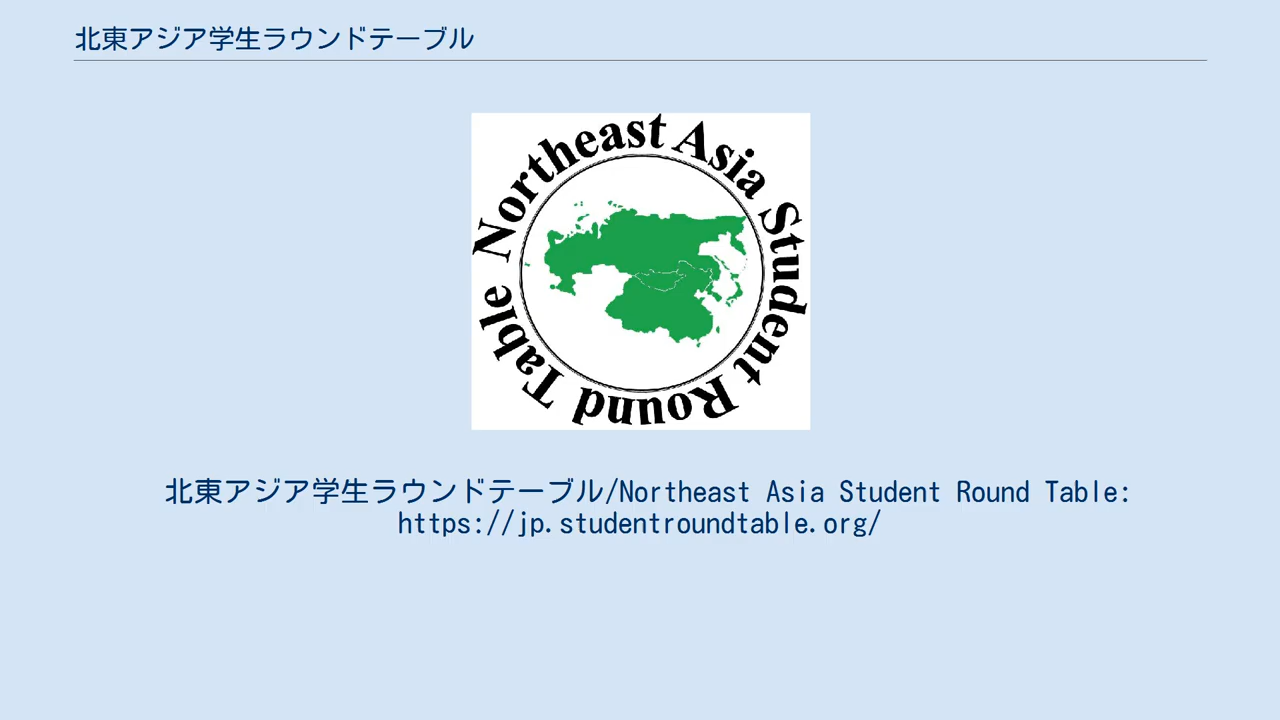 北東アジア学生ラウンドテーブル
Northeast Asia Student Round Table
北東アジア学生ラウンドテーブル/Northeast Asia Student Round Table:
https://jp.studentroundtable.org/